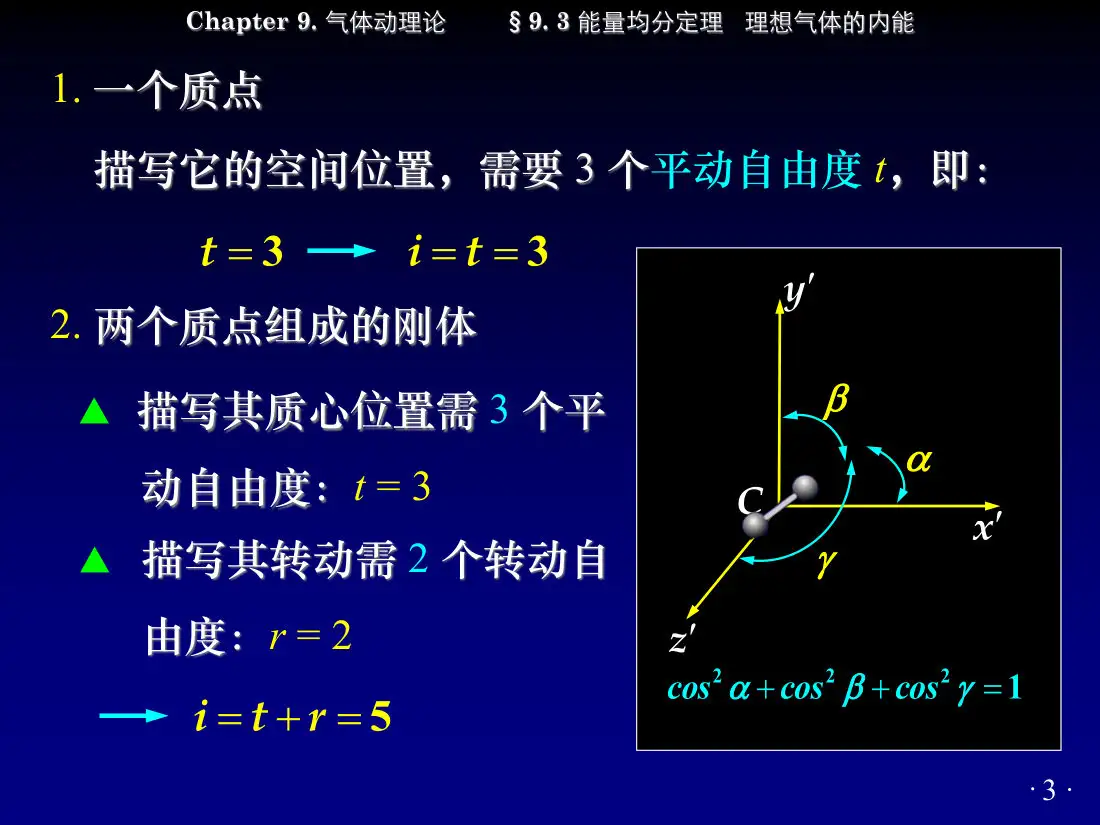 Chapter 9. 气体动理论 §9. 3 能量均分定理 理想气体的内能
1. 一个质点
描写它的空间位置，需要 3 个平动自由度 t，即：
t = 3 → i = t = 3
2. 两个质点组成的刚体
▲ 描写其质心位置需 3 个平
动自由度：t = 3
▲ 描写其转动需 2 个转动自
由度：r = 2
→ i = t + r = 5
y′
β
α
C
x′
γ
z′
cos² α + cos² β + cos² γ = 1
· 3 ·